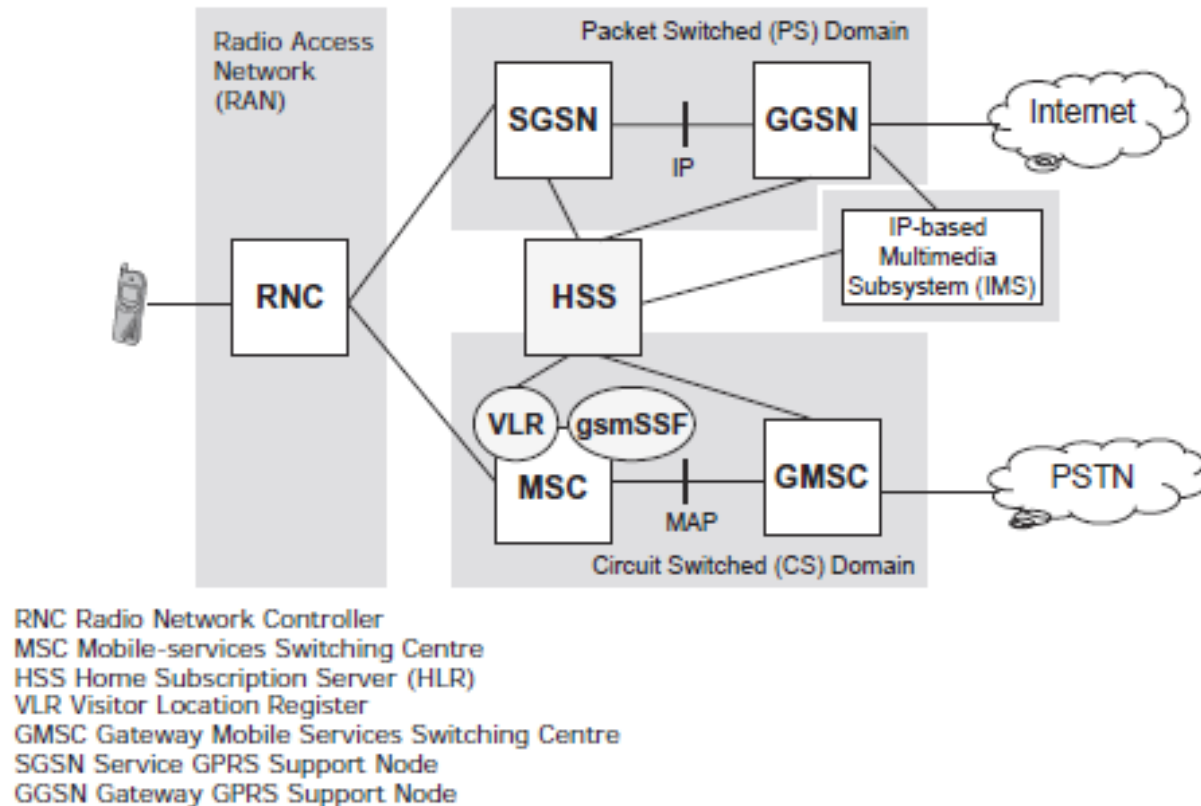 Radio Access
Network
(RAN)
Packet Switched (PS) Domain
SGSN
GGSN
IP
Internet
IP-based
Multimedia
Subsystem (IMS)
RNC
HSS
VLR
gsmSSF
MSC
MAP
GMSC
PSTN
Circuit Switched (CS) Domain
RNC Radio Network Controller
MSC Mobile-services Switching Centre
HSS Home Subscription Server (HLR)
VLR Visitor Location Register
GMSC Gateway Mobile Services Switching Centre
SGSN Service GPRS Support Node
GGSN Gateway GPRS Support Node